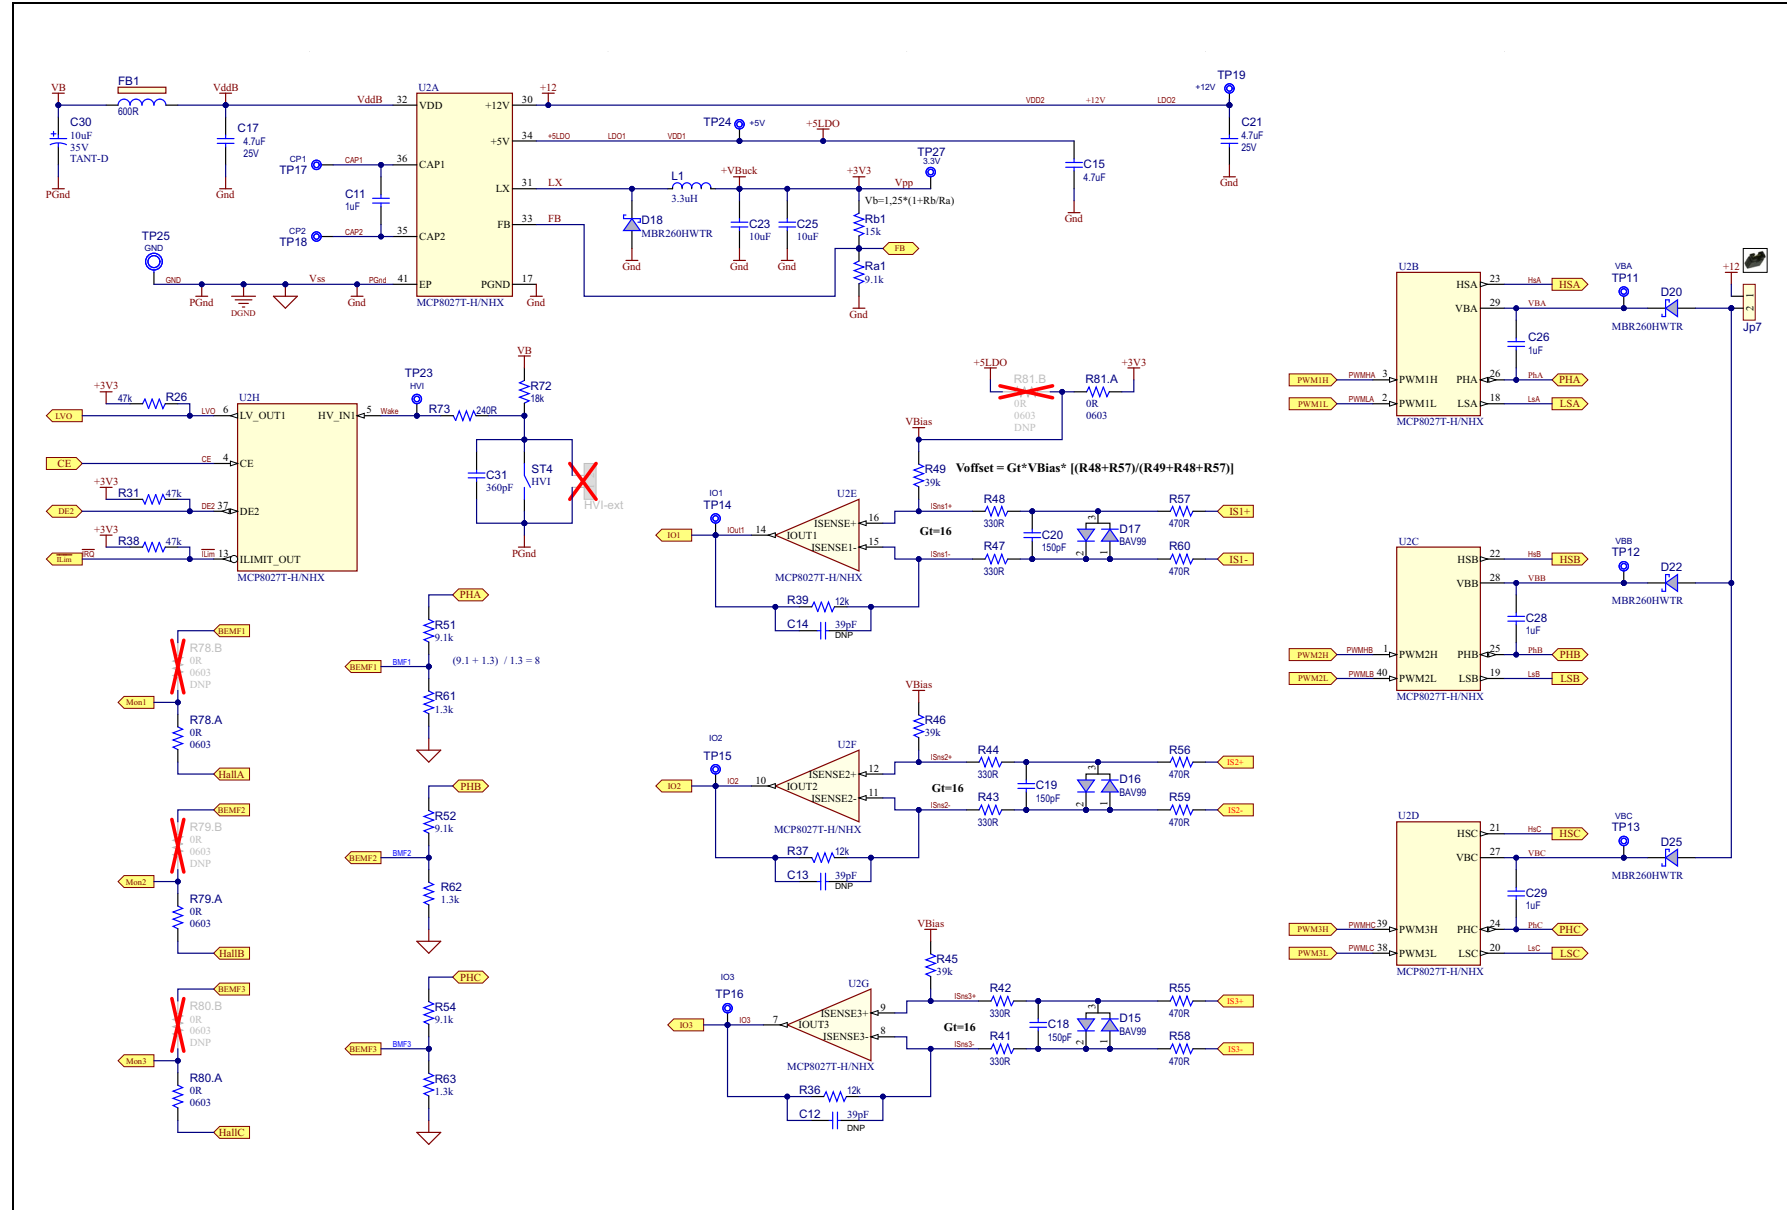 VB
FB1
600R
VddB
C30
10uF
35V
TANT-D
PGnd
C17
4.7uF
25V
Gnd
VddB 32
U2A
VDD
CAP1
CAP2
EP
+12V
+5V
LX
FB
PGND
MCP8027T-H/NHX
CP1
TP17
CAP1
36
C11
1uF
CP2
TP18
CAP2
35
TP25
GND
GND
PGnd
DGND
Vss
PGnd
Gnd
41
30
+12
VDD2
+12V
LDO2
TP19
+12V
C21
4.7uF
25V
Gnd
34
+5LDO
LDO1
VDD1
TP24
+5V
+5LDO
C15
4.7uF
Gnd
31
LX
L1
3.3uH
D18
MBR260HWTR
Gnd
+VBuck
C23
10uF
Gnd
C25
10uF
Gnd
+3V3
Vpp
TP27
3.3V
Vb=1,25*(1+Rb/Ra)
Rb1
15k
FB
Ra1
9.1k
Gnd
33
FB
17
Gnd
+3V3
47k
R26
LVO
LVO
6
U2H
LV_OUT1
HV_IN1
CE
DE2
ILIMIT_OUT
MCP8027T-H/NHX
CE
CE
4
+3V3
R31
47k
DE2
DE2
37
+3V3
R38
47k
ILim
IRQ
ILim
13
5
Wake
TP23
HVI
R73
240R
VB
R72
18k
C31
360pF
ST4
HVI
HVI-ext
PGnd
BEMF1
R78.B
0R
0603
DNP
Mon1
R78.A
0R
0603
HallA
BEMF2
R79.B
0R
0603
DNP
Mon2
R79.A
0R
0603
HallB
BEMF3
R80.B
0R
0603
DNP
Mon3
R80.A
0R
0603
HallC
PHA
R51
9.1k
BEMF1
BMF1
(9.1 + 1.3) / 1.3 = 8
R61
1.3k
PHB
R52
9.1k
BEMF2
BMF2
R62
1.3k
PHC
R54
9.1k
BEMF3
BMF3
R63
1.3k
+5LDO
R81.B
0R
0603
DNP
R81.A
0R
0603
+3V3
VBias
R49
39k
Voffset = Gt*VBias* [(R48+R57)/(R49+R48+R57)]
IO1
TP14
IO1
IOut1
14
U2E
ISENSE+
IOUT1
ISENSE1-
MCP8027T-H/NHX
16
15
Gt=16
ISns1+
R48
330R
ISns1-
R47
330R
C20
150pF
3
2
1
D17
BAV99
R57
470R
IS1+
R60
470R
IS1-
R39
12k
C14
39pF
DNP
VBias
R46
39k
IO2
TP15
IO2
IO2
10
U2F
ISENSE2+
IOUT2
ISENSE2-
MCP8027T-H/NHX
12
11
Gt=16
ISns2+
R44
330R
ISns2-
R43
330R
C19
150pF
3
2
1
D16
BAV99
R56
470R
IS2+
R59
470R
IS2-
R37
12k
C13
39pF
DNP
VBias
R45
39k
IO3
TP16
IO3
IO3
7
U2G
ISENSE3+
IOUT3
ISENSE3-
MCP8027T-H/NHX
9
8
Gt=16
ISns3+
R42
330R
ISns3-
R41
330R
C18
150pF
3
2
1
D15
BAV99
R55
470R
IS3+
R58
470R
IS3-
R36
12k
C12
39pF
DNP
U2B
HSA
VBA
PWM1H
PHA
PWM1L
LSA
MCP8027T-H/NHX
PWM1H
PWMHA
3
PWM1L
PWMLA
2
23
HsA
HSA
29
VBA
VBA
TP11
D20
MBR260HWTR
C26
1uF
26
PhA
PHA
18
LsA
LSA
+12
1
2
Jp7
U2C
HSB
VBB
PWM2H
PHB
PWM2L
LSB
MCP8027T-H/NHX
PWM2H
PWMHB
1
PWM2L
PWMLB
40
22
HsB
HSB
28
VBB
VBB
TP12
D22
MBR260HWTR
C28
1uF
25
PhB
PHB
19
LsB
LSB
U2D
HSC
VBC
PWM3H
PHC
PWM3L
LSC
MCP8027T-H/NHX
PWM3H
PWMHC
39
PWM3L
PWMLC
38
21
HsC
HSC
27
VBC
VBC
TP13
D25
MBR260HWTR
C29
1uF
24
PhC
PHC
20
LsC
LSC